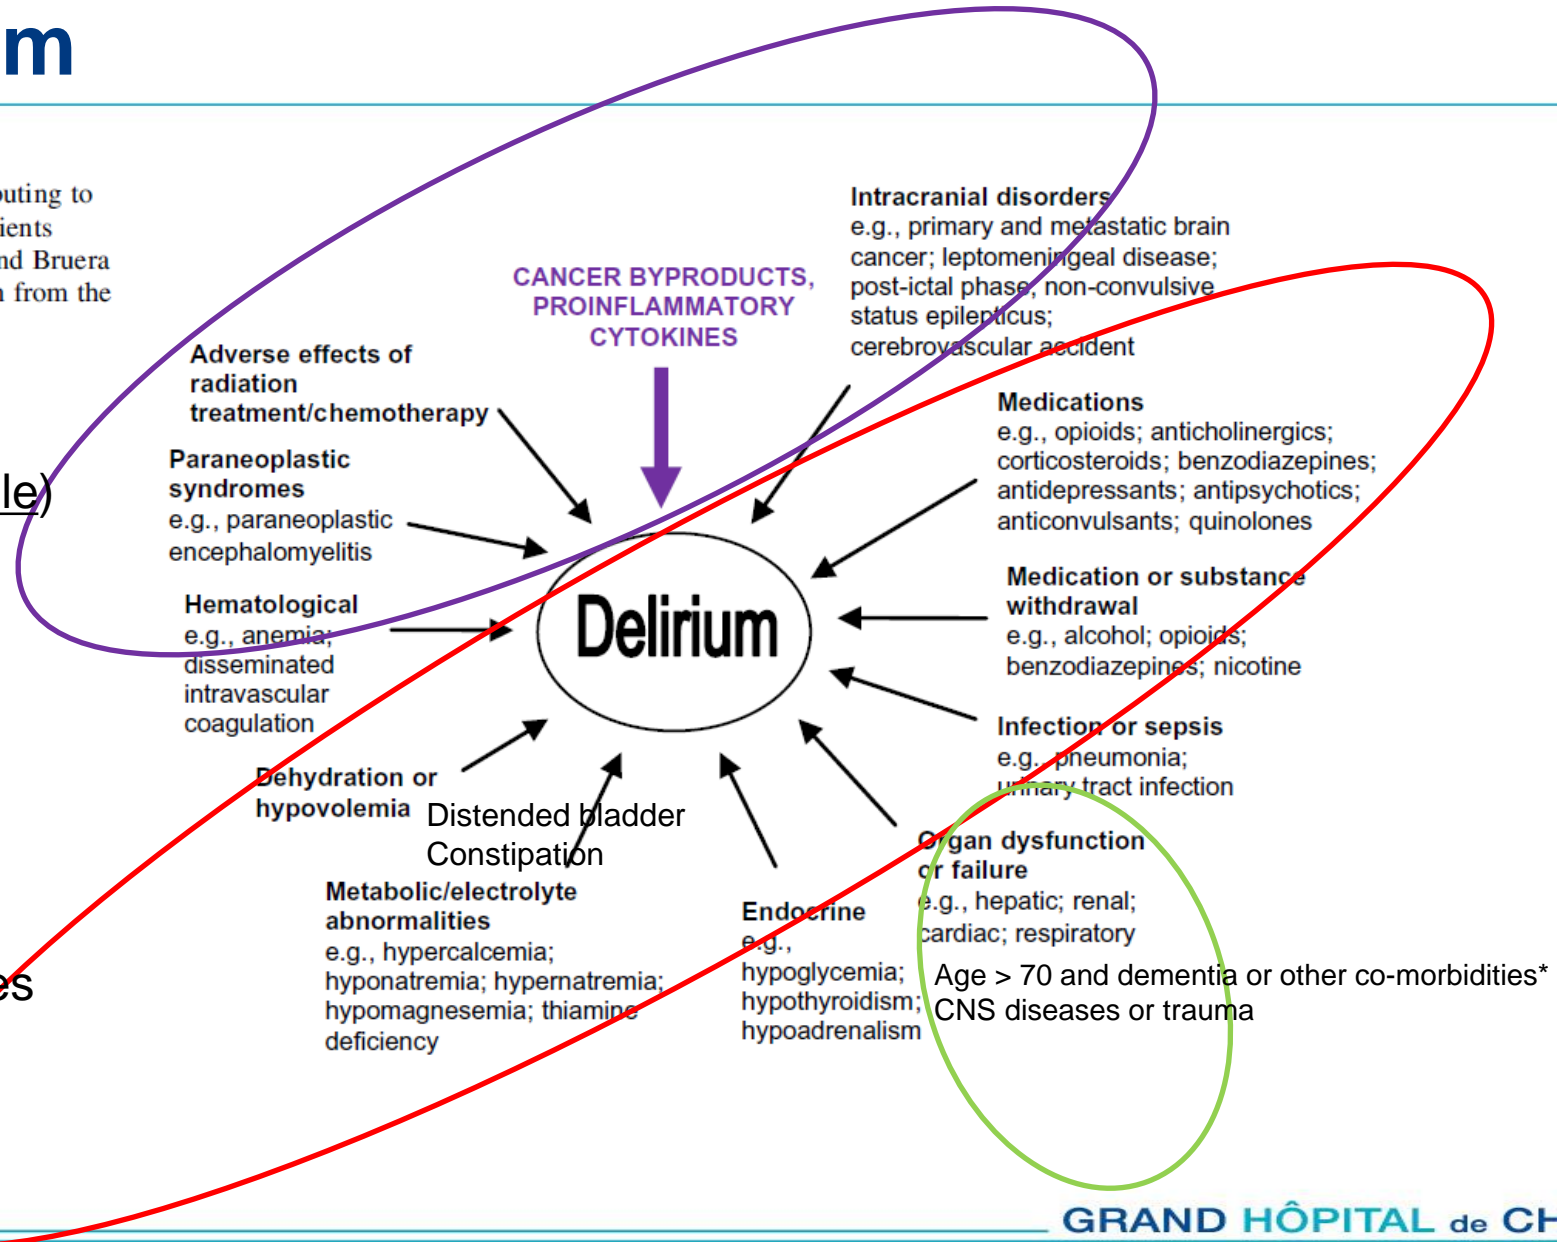 m
buting to
ients
nd Bruera
n from the
le)
es
CANCER BYPRODUCTS,
PROINFLAMMATORY
CYTOKINES
Intracranial disorders
e.g., primary and metastatic brain
cancer; leptomeningeal disease;
post-ictal phase; non-convulsive
status epilepticus;
cerebrovascular accident
Adverse effects of
radiation
treatment/chemotherapy
Medications
e.g., opioids; anticholinergics;
corticosteroids; benzodiazepines;
antidepressants; antipsychotics;
anticonvulsants; quinolones
Paraneoplastic
syndromes
e.g., paraneoplastic
encephalomyelitis
Medication or substance
withdrawal
e.g., alcohol; opioids;
benzodiazepines; nicotine
Hematological
e.g., anemia;
disseminated
intravascular
coagulation
Delirium
Infection or sepsis
e.g., pneumonia;
urinary tract infection
Dehydration or
hypovolemia
Distended bladder
Constipation
Organ dysfunction
or failure
e.g., hepatic; renal;
cardiac; respiratory
Metabolic/electrolyte
abnormalities
e.g., hypercalcemia;
hyponatremia; hypernatremia;
hypomagnesemia; thiamine
deficiency
Endocrine
e.g.,
hypoglycemia;
hypothyroidism;
hypoadrenalism
Age > 70 and dementia or other co-morbidities*
CNS diseases or trauma
GRAND HÔPITAL de CH